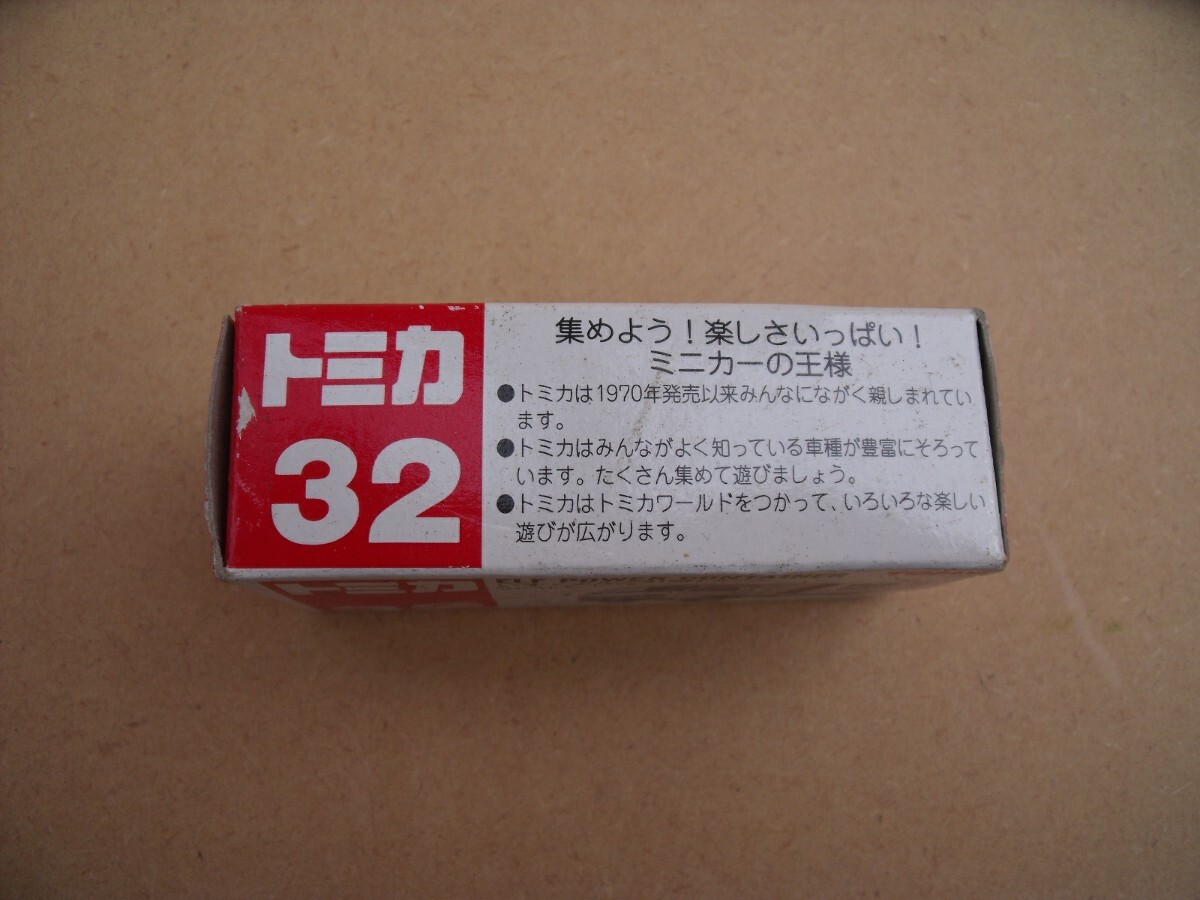 トミカ
32
集めよう！楽しさいっぱい！
ミニカーの王様
●トミカは1970年発売以来みんなにながく親しまれてい
ます。
●トミカはみんながよく知っている車種が豊富にそろって
います。たくさん集めて遊びましょう。
●トミカはトミカワールドをつかって、いろいろな楽しい
遊びが広がります。
トミカ